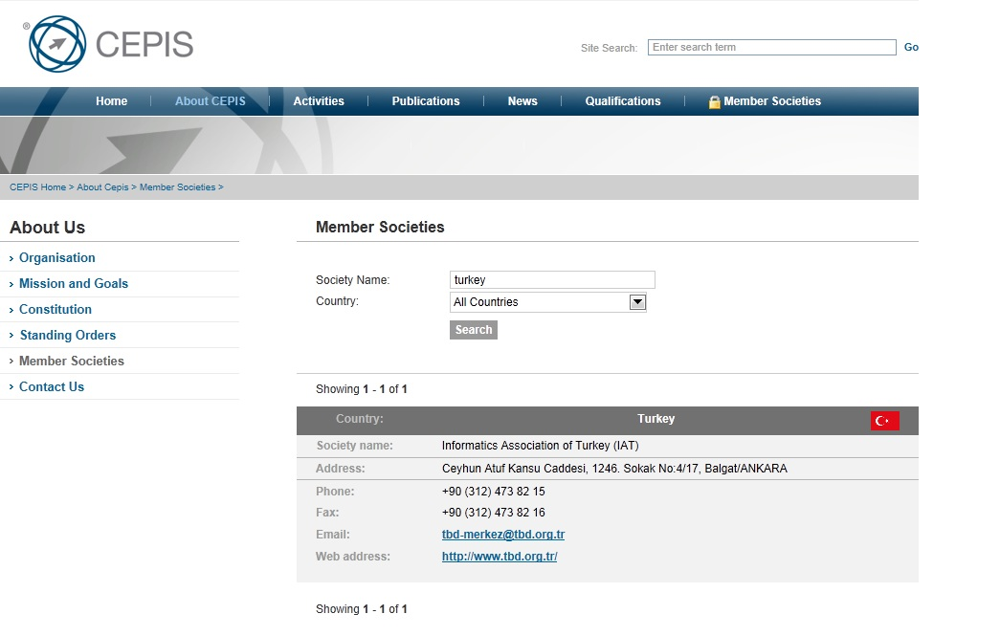 ® CEPIS
Site Search: Enter search term Go
Home About CEPIS Activities Publications News Qualifications Member Societies
CEPIS Home > About Cepis > Member Societies >
About Us
› Organisation
› Mission and Goals
› Constitution
› Standing Orders
› Member Societies
› Contact Us
Member Societies
Society Name: turkey
Country: All Countries
Search
Showing 1 - 1 of 1
Country: Turkey
Society name: Informatics Association of Turkey (IAT)
Address: Ceyhun Atuf Kansu Caddesi, 1246. Sokak No:4/17, Balgat/ANKARA
Phone: +90 (312) 473 82 15
Fax: +90 (312) 473 82 16
Email: tbd-merkez@tbd.org.tr
Web address: http://www.tbd.org.tr/
Showing 1 - 1 of 1